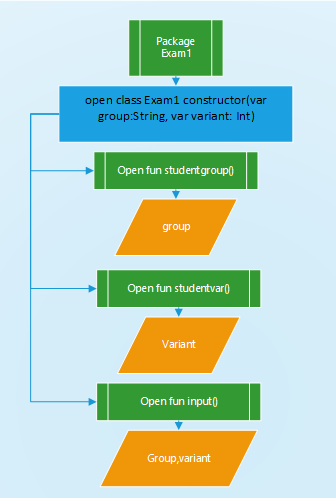 Package
Exam1
open class Exam1 constructor(var
group:String, var variant: Int)
Open fun studentgroup()
group
Open fun studentvar()
Variant
Open fun input()
Group,variant